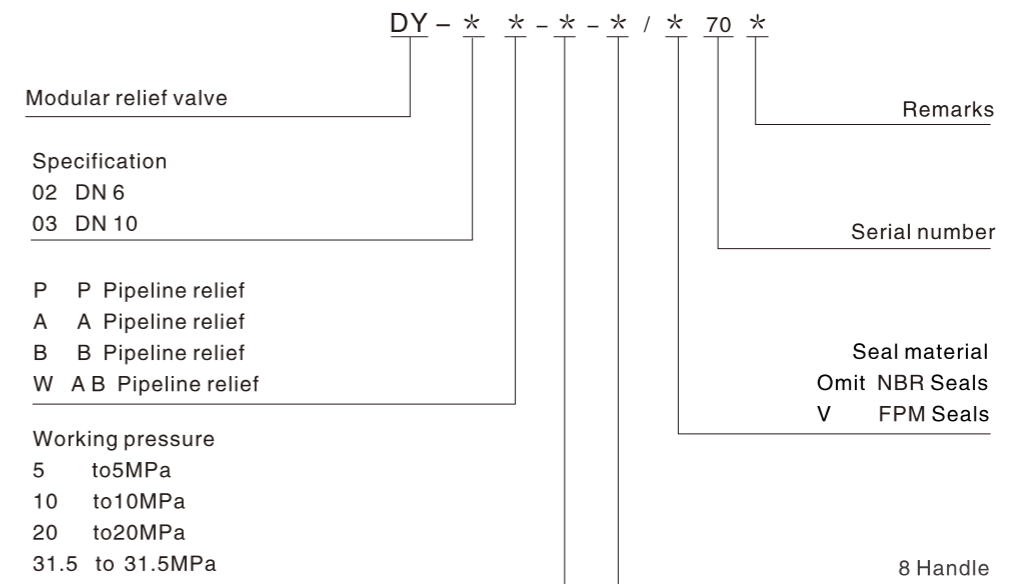 DY – * * – * – * / * 70 *
Modular relief valve
Remarks
Specification
02 DN 6
03 DN 10
Serial number
P P Pipeline relief
A A Pipeline relief
B B Pipeline relief
W A B Pipeline relief
Seal material
Omit NBR Seals
V FPM Seals
Working pressure
5 to5MPa
10 to10MPa
20 to20MPa
31.5 to 31.5MPa
8 Handle